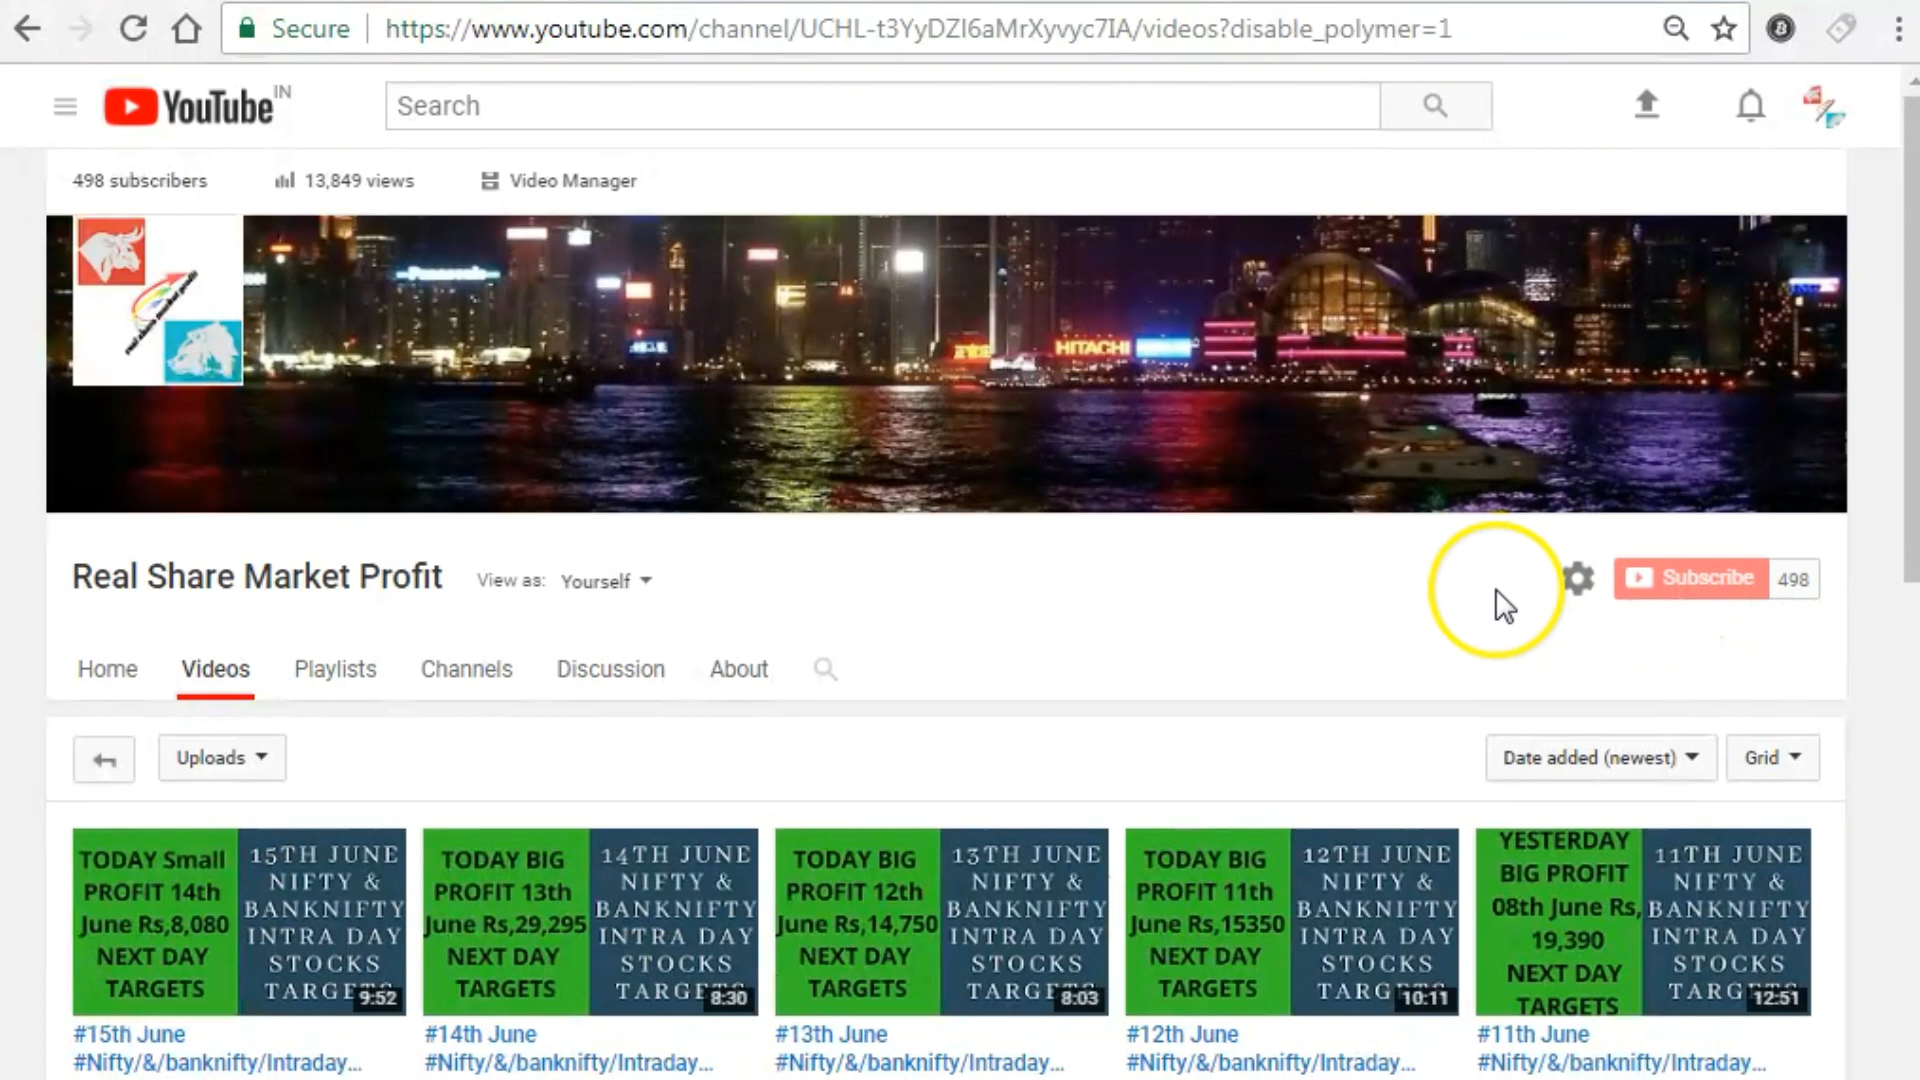 Secure
https://www.youtube.com/channel/UCHL-t3YyDZI6aMrXyvyc7IA/videos?disable_polymer=1
YouTube IN
Search
498 subscribers
13,849 views
Video Manager
Panasonic
HITACHI
Real Share Market Profit
View as: Yourself
Subscribe 498
Home
Videos
Playlists
Channels
Discussion
About
Uploads
Date added (newest)
Grid
TODAY Small
PROFIT 14th
June Rs,8,080
NEXT DAY
TARGETS
15TH JUNE
NIFTY &
BANKNIFTY
INTRA DAY
STOCKS
TARGETS
9:52
TODAY BIG
PROFIT 13th
June Rs,29,295
NEXT DAY
TARGETS
14TH JUNE
NIFTY &
BANKNIFTY
INTRA DAY
STOCKS
TARGETS
8:30
TODAY BIG
PROFIT 12th
June Rs,14,750
NEXT DAY
TARGETS
13TH JUNE
NIFTY &
BANKNIFTY
INTRA DAY
STOCKS
TARGETS
8:03
TODAY BIG
PROFIT 11th
June Rs,15350
NEXT DAY
TARGETS
12TH JUNE
NIFTY &
BANKNIFTY
INTRA DAY
STOCKS
TARGETS
10:11
YESTERDAY
BIG PROFIT
08th June Rs,
19,390
NEXT DAY
TARGETS
11TH JUNE
NIFTY &
BANKNIFTY
INTRA DAY
STOCKS
TARG
12:51
#15th June
#Nifty/&/banknifty/Intraday...
#14th June
#Nifty/&/banknifty/Intraday...
#13th June
#Nifty/&/banknifty/Intraday...
#12th June
#Nifty/&/banknifty/Intraday...
#11th June
#Nifty/&/banknifty/Intraday...